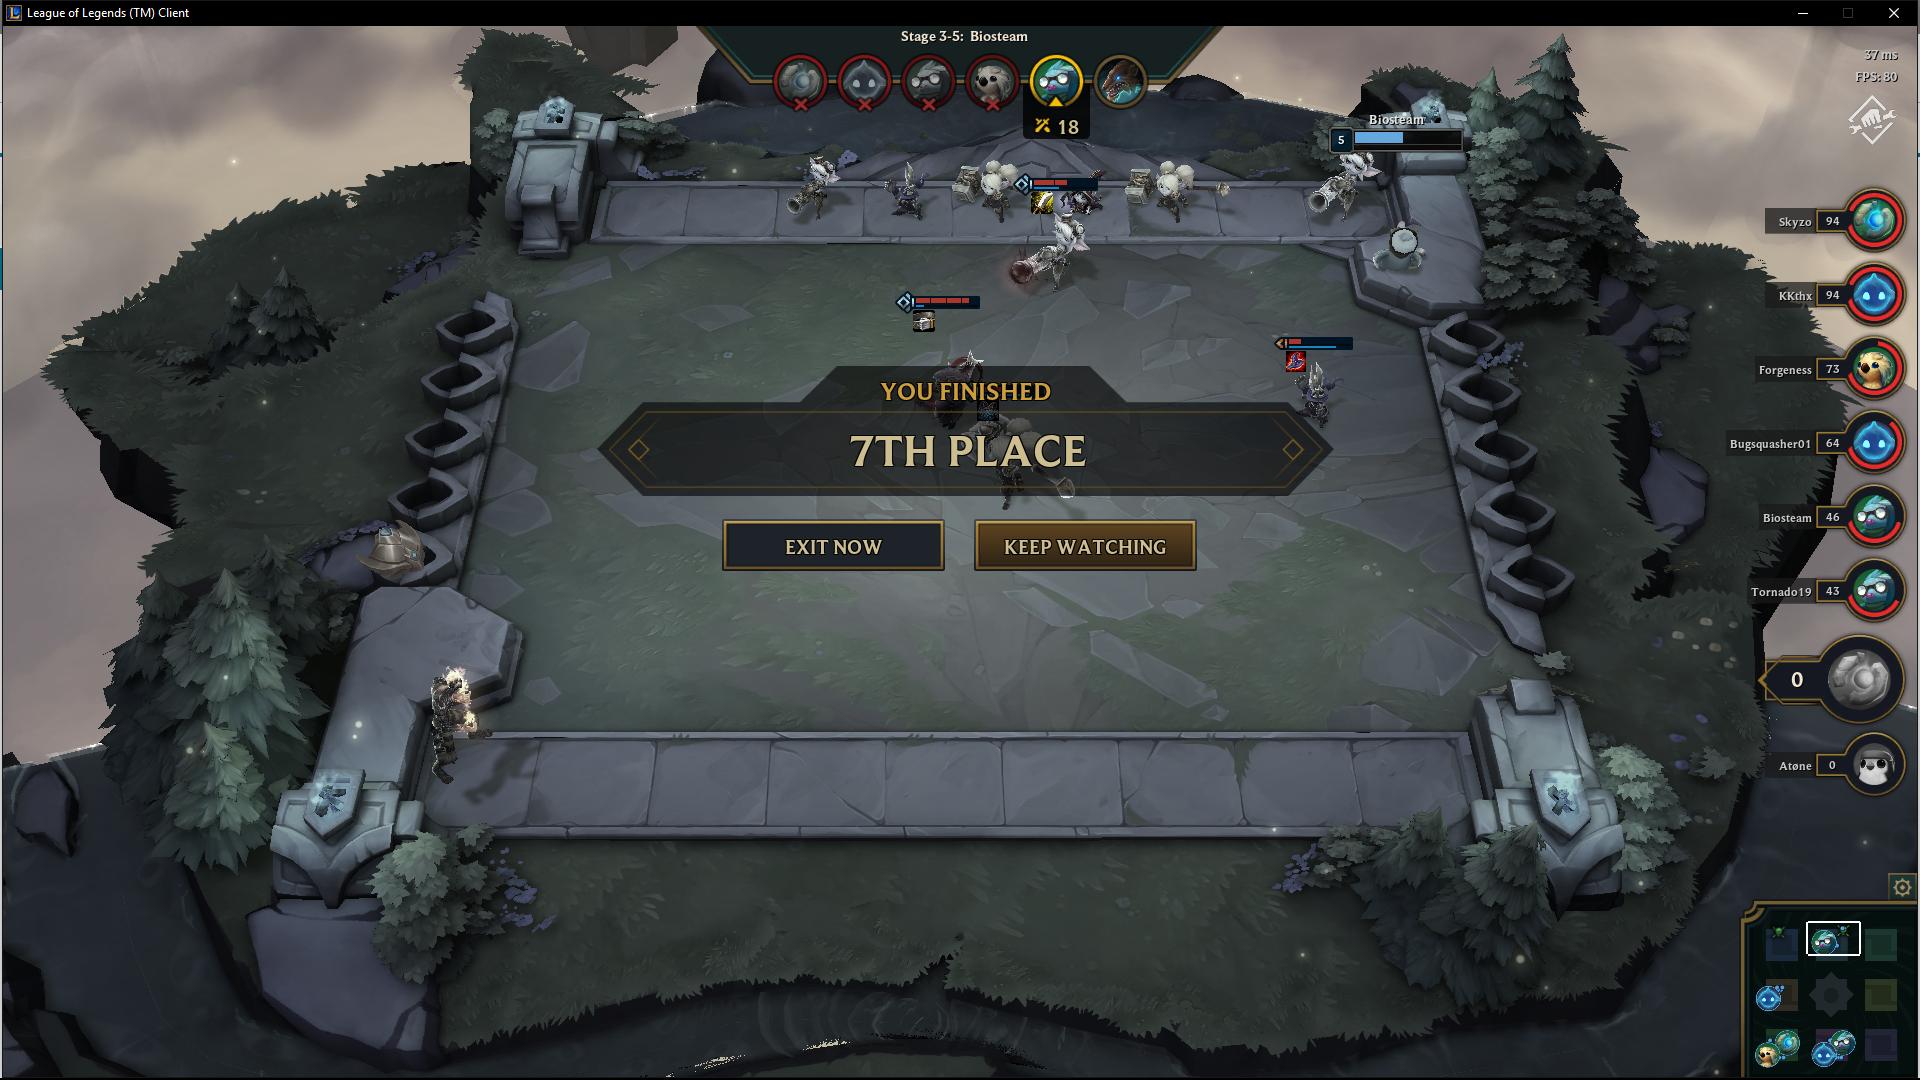 League of Legends (TM) Client
Stage 3-5: Biosteam
37 ms
FPS: 80
18
Biosteam
5
Skyzo 94
KKthx 94
Forgeness 73
YOU FINISHED
7TH PLACE
Bugsquasher01 64
Biosteam 46
EXIT NOW
KEEP WATCHING
Tornado19 43
0
Atøne 0